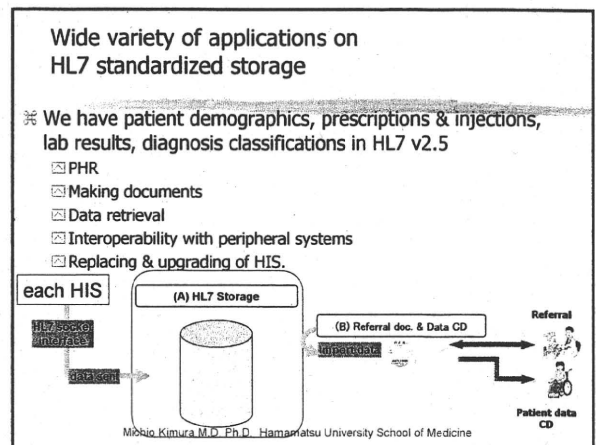 Wide variety of applications on
HL7 standardized storage
We have patient demographics, prescriptions & injections,
lab results, diagnosis classifications in HL7 v2.5
PHR
Making documents
Data retrieval
Interoperability with peripheral systems
Replacing & upgrading of HIS.
each HIS
(A) HL7 Storage
HL7 socket
interface
data sent
(B) Referral doc. & Data CD
import data
Referral
Patient data
CD
Michio Kimura M.D. Ph.D. Hamamatsu University School of Medicine